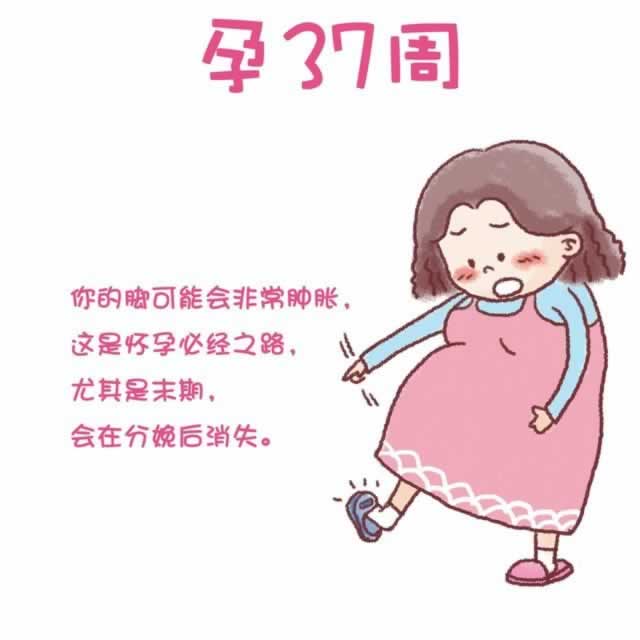 孕37周
你的脚可能会非常肿胀，
这是怀孕必经之路，
尤其是末期，
会在分娩后消失。